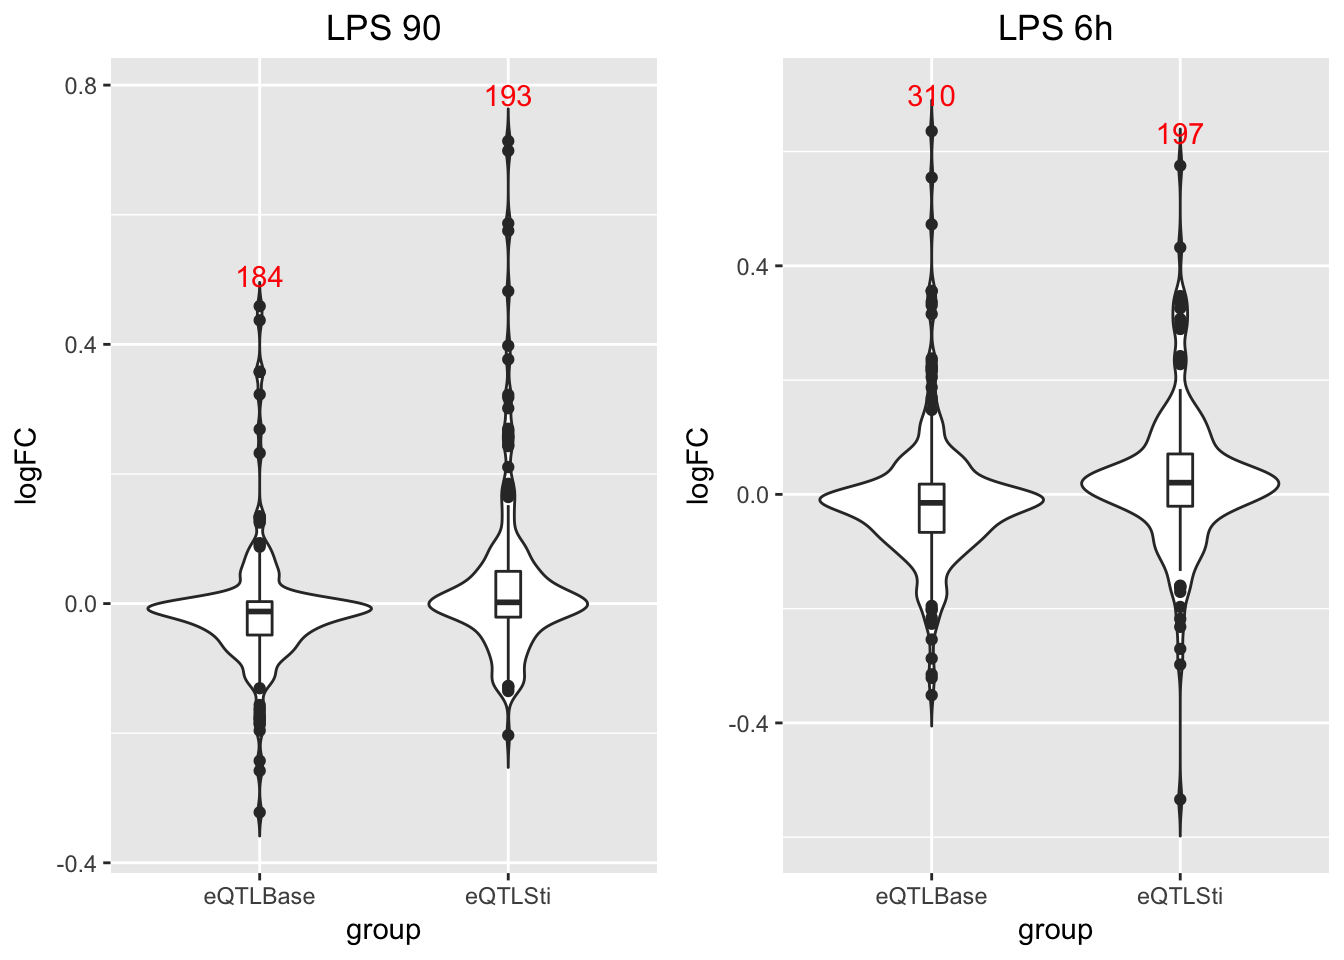 LPS 90
LPS 6h
0.8
0.4
0.0
-0.4
logFC
184
193
eQTLBase
eQTLSti
group
0.4
0.0
-0.4
logFC
310
197
eQTLBase
eQTLSti
group